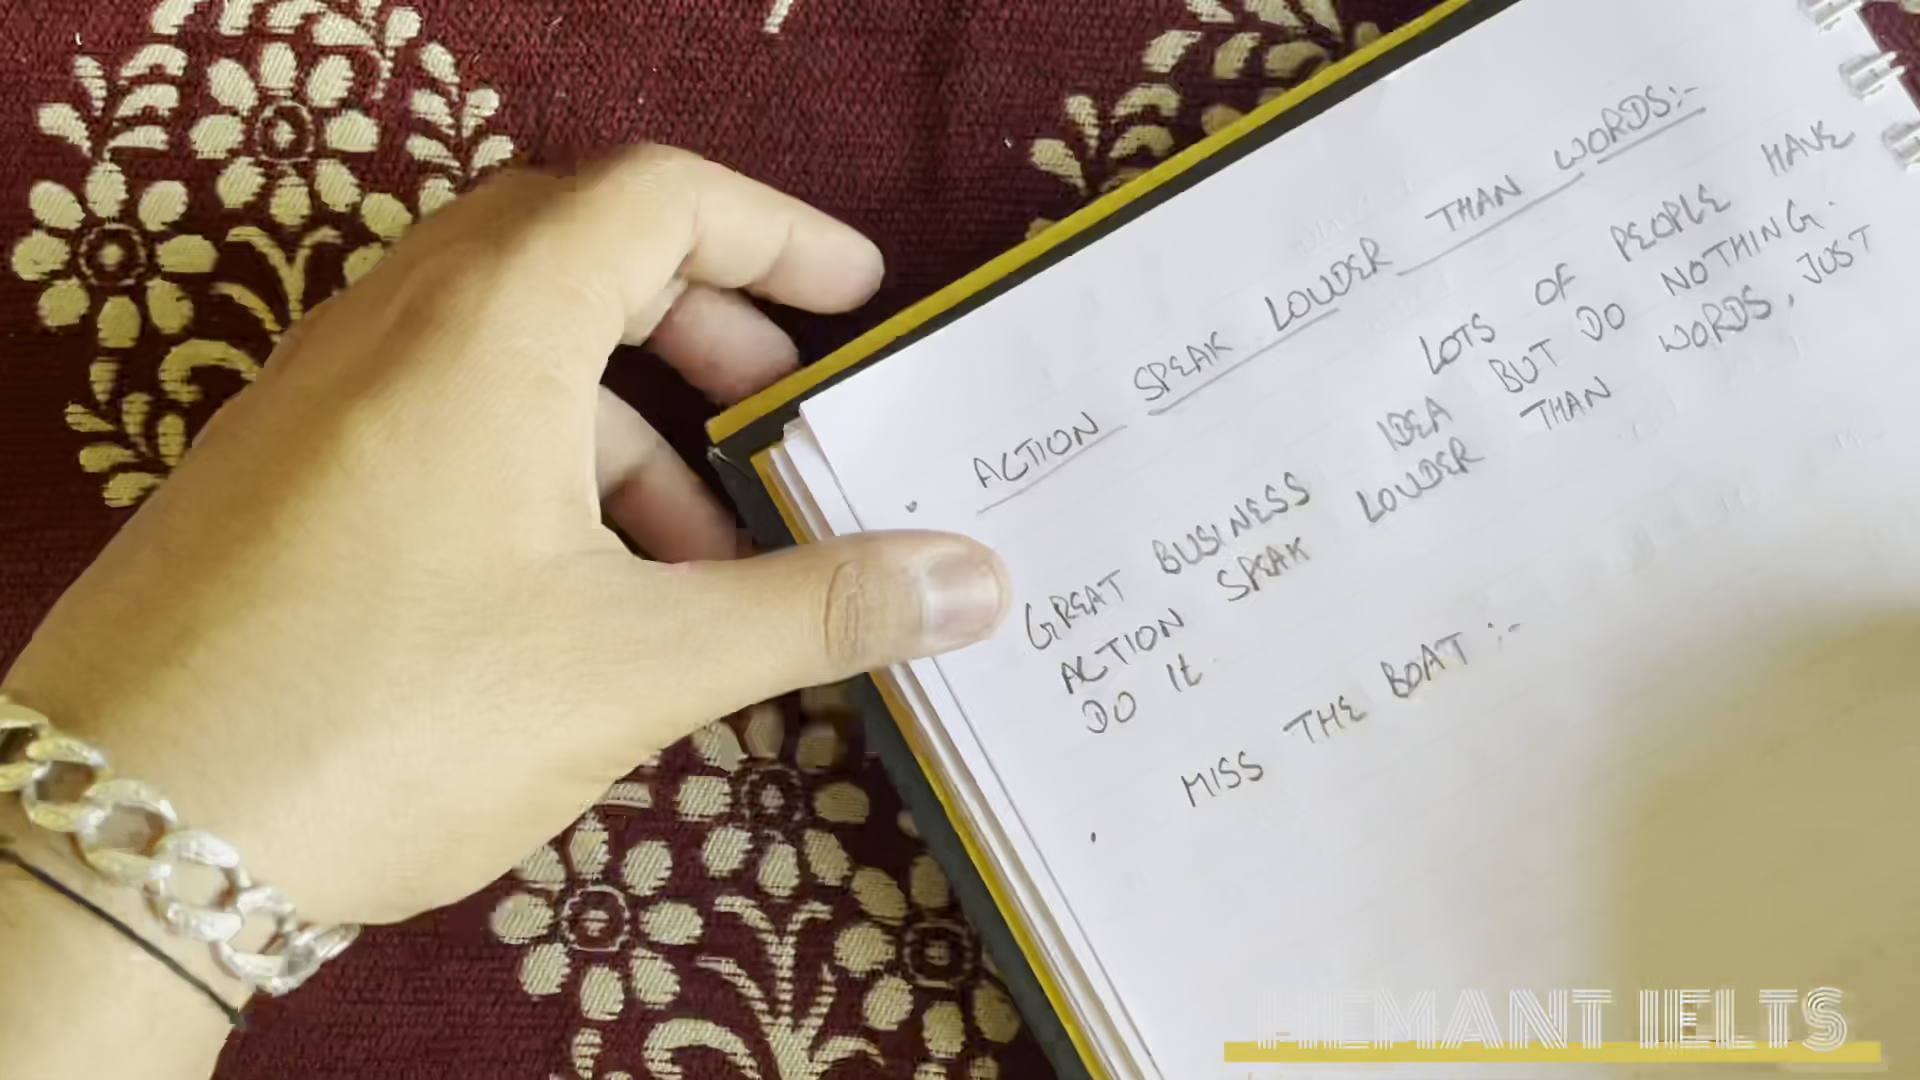 ACTION SPEAK LOUDER THAN WORDS:-
LOTS OF PEOPLE HAVE
GREAT BUSINESS IDEA BUT DO NOTHING.
ACTION SPEAK LOUDER THAN WORDS, JUST
DO It.
MISS THE BOAT :-
HEMANT IELTS